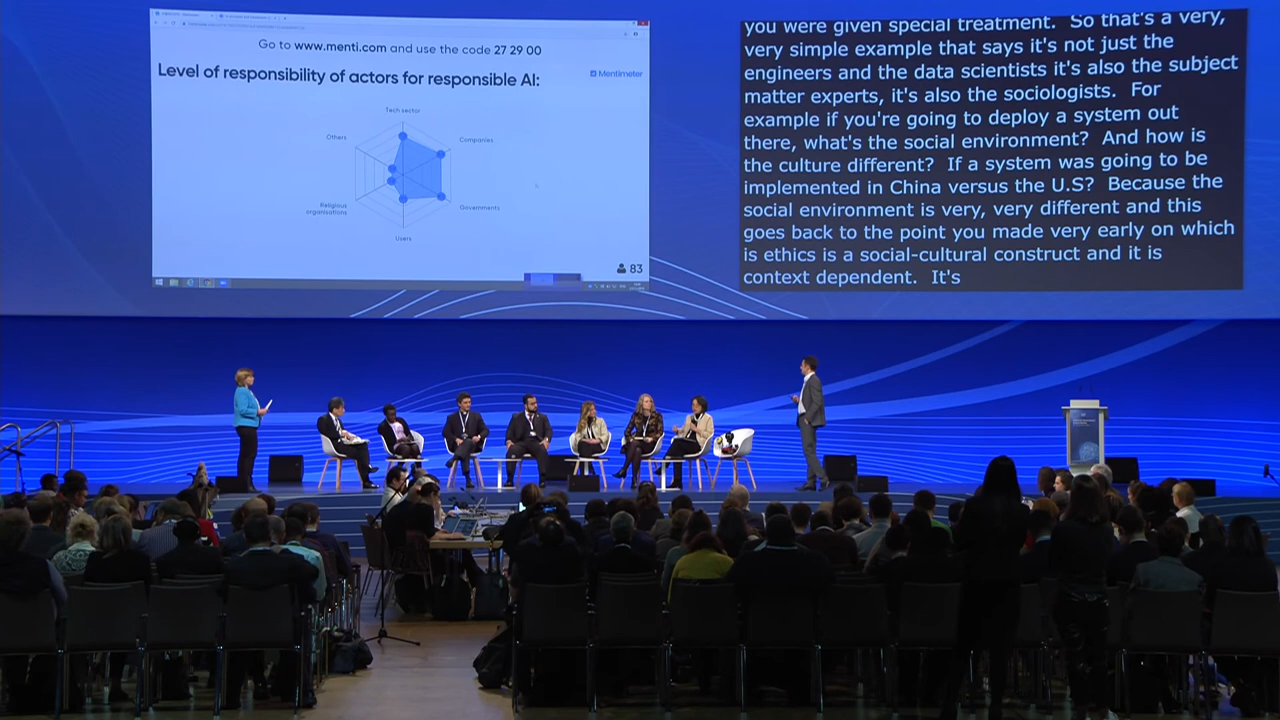 Go to www.menti.com and use the code 27 29 00
Level of responsibility of actors for responsible AI:
Mentimeter
Tech sector
Others
Companies
Religious
organisations
Governments
Users
83
you were given special treatment. So that's a very,
very simple example that says it's not just the
engineers and the data scientists it's also the subject
matter experts, it's also the sociologists. For
example if you're going to deploy a system out
there, what's the social environment? And how is
the culture different? If a system was going to be
implemented in China versus the U.S? Because the
social environment is very, very different and this
goes back to the point you made very early on which
is ethics is a social-cultural construct and it is
context dependent. It's